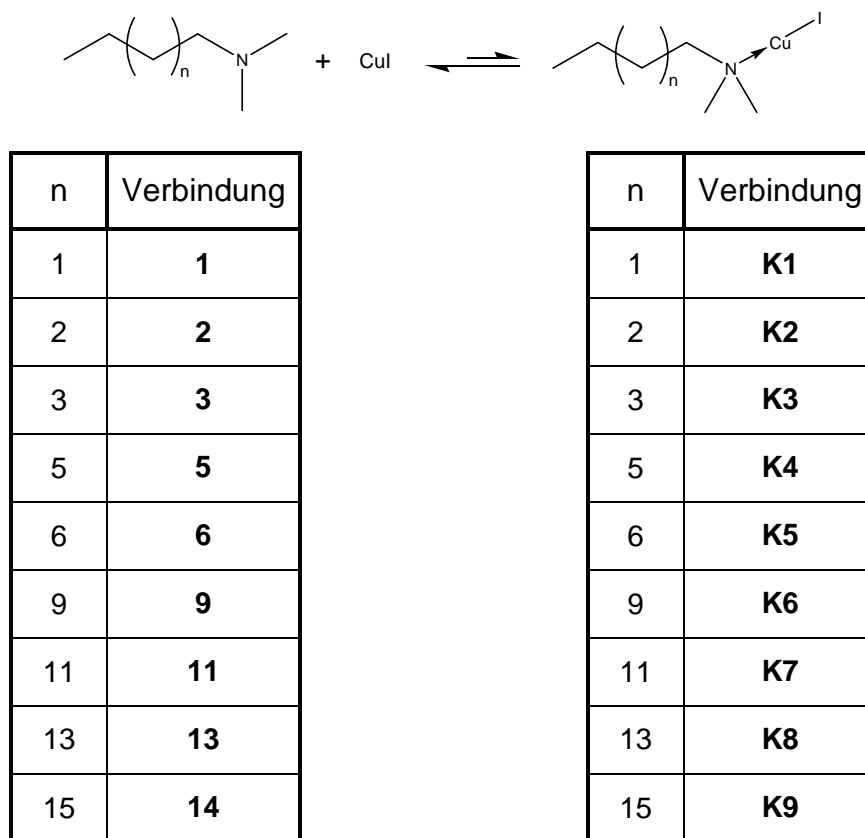 n N + CuI n N Cu I
n Verbindung n Verbindung
1 1 1 K1
2 2 2 K2
3 3 3 K3
5 5 5 K4
6 6 6 K5
9 9 9 K6
11 11 11 K7
13 13 13 K8
15 14 15 K9